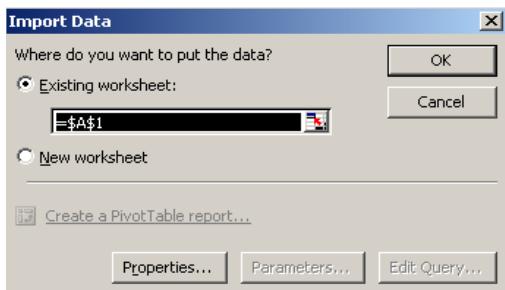 Import Data
Where do you want to put the data?
OK
Existing worksheet:
Cancel
=$A$1
New worksheet
Create a PivotTable report...
Properties... Parameters... Edit Query...